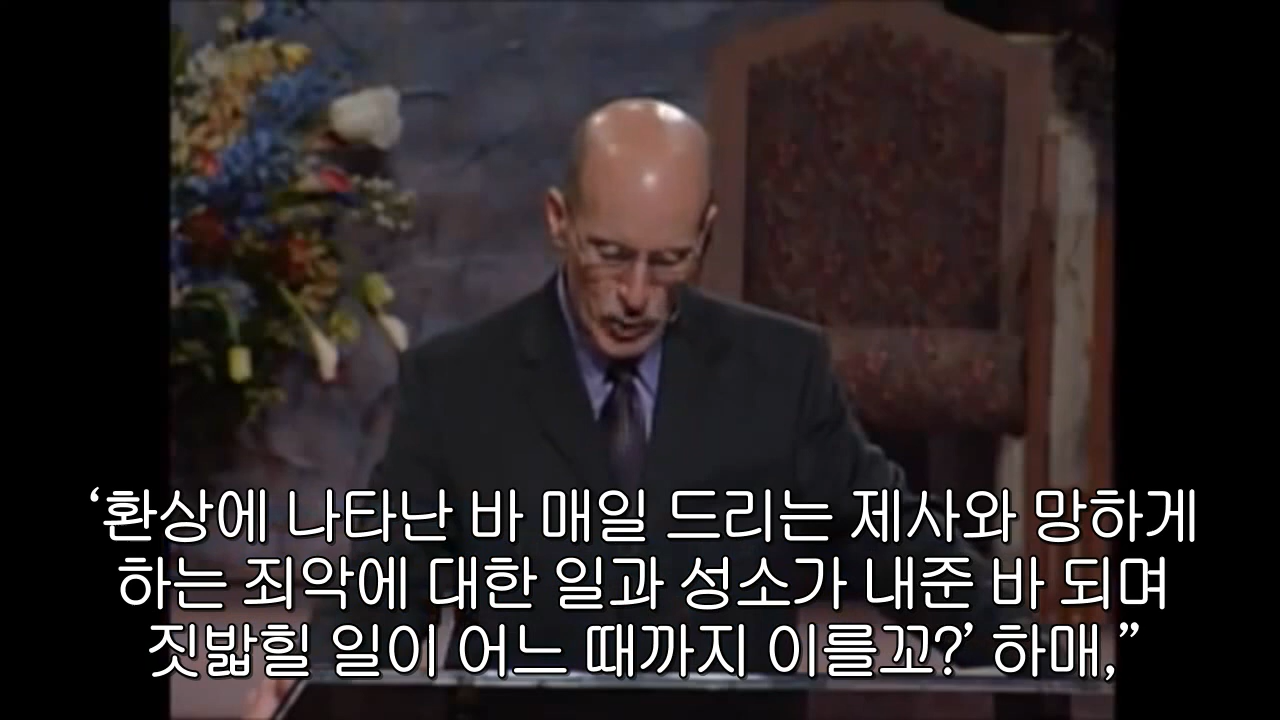 ‘환상에 나타난 바 매일 드리는 제사와 망하게
하는 죄악에 대한 일과 성소가 내준 바 되며
짓밟힐 일이 어느 때까지 이를꼬?’ 하매,”